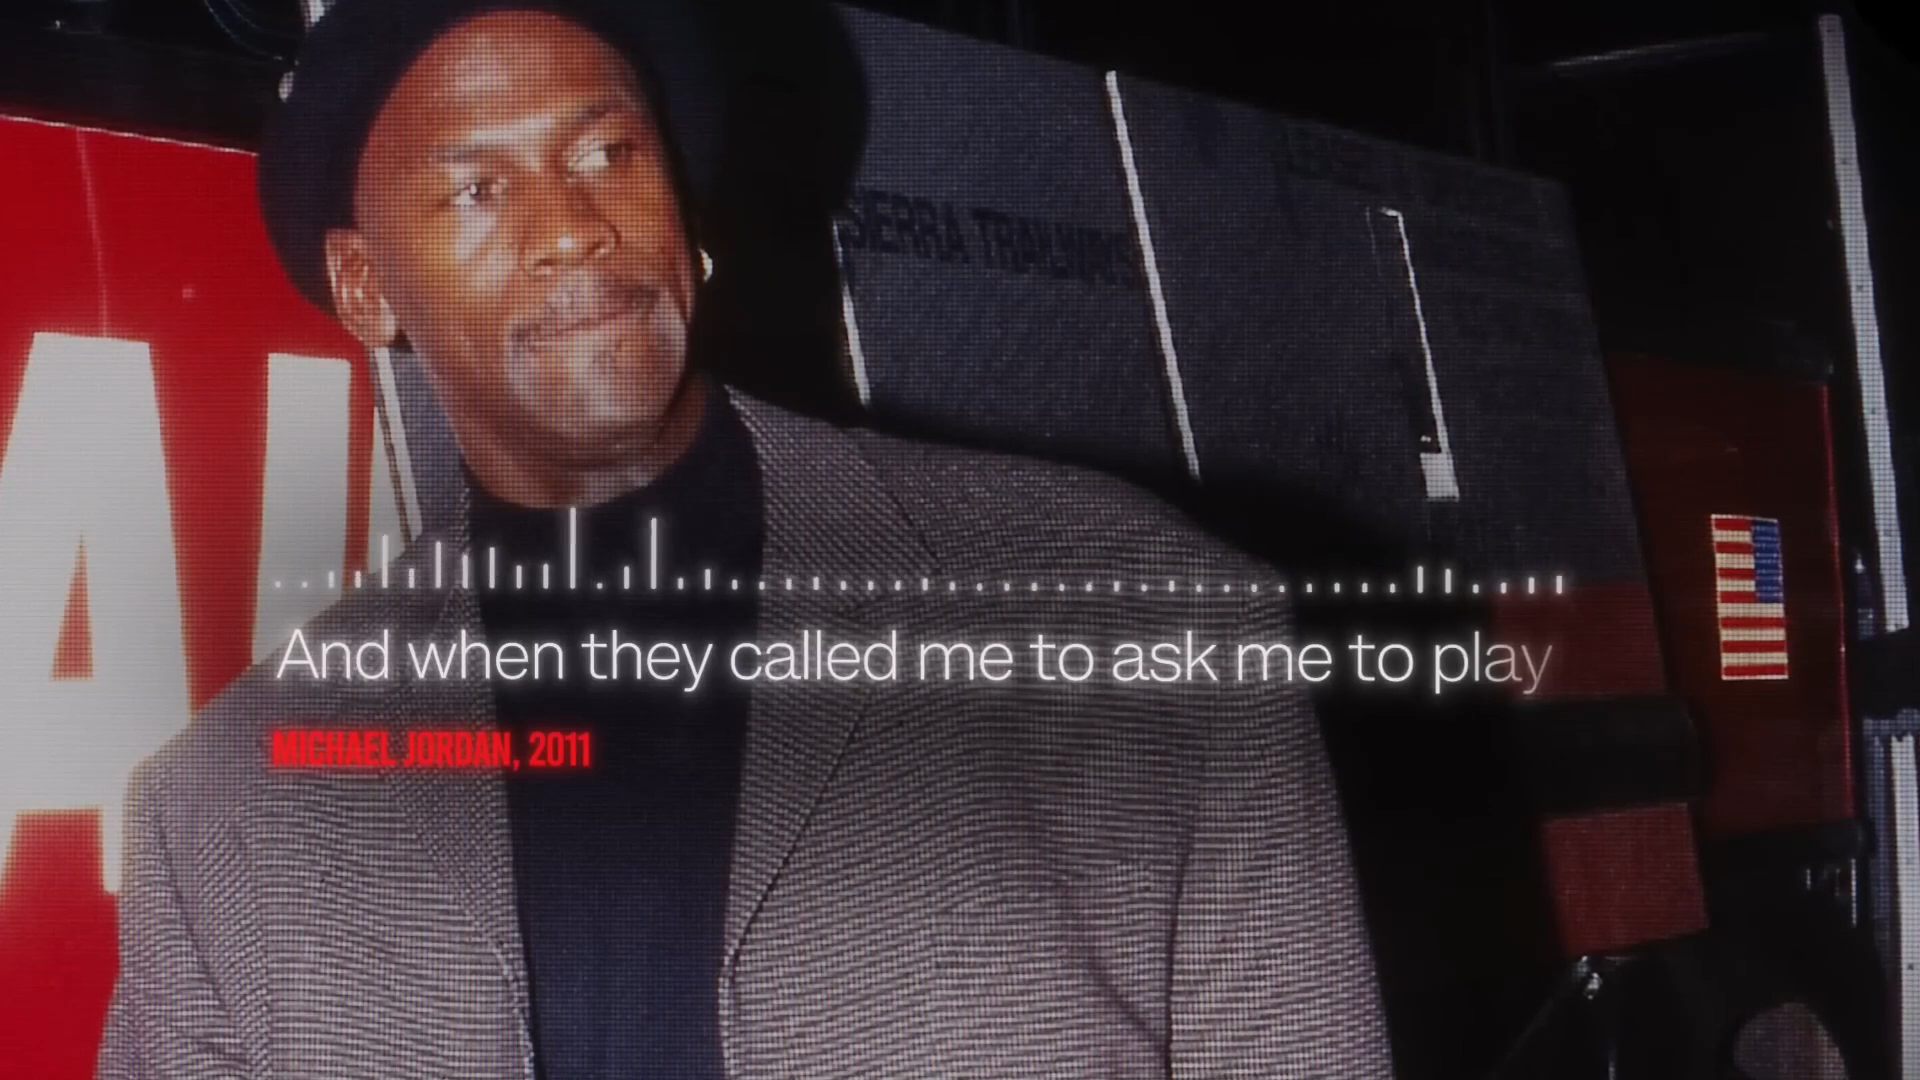 SIERRA TRAILWAYS
And when they called me to ask me to play
MICHAEL JORDAN, 2011